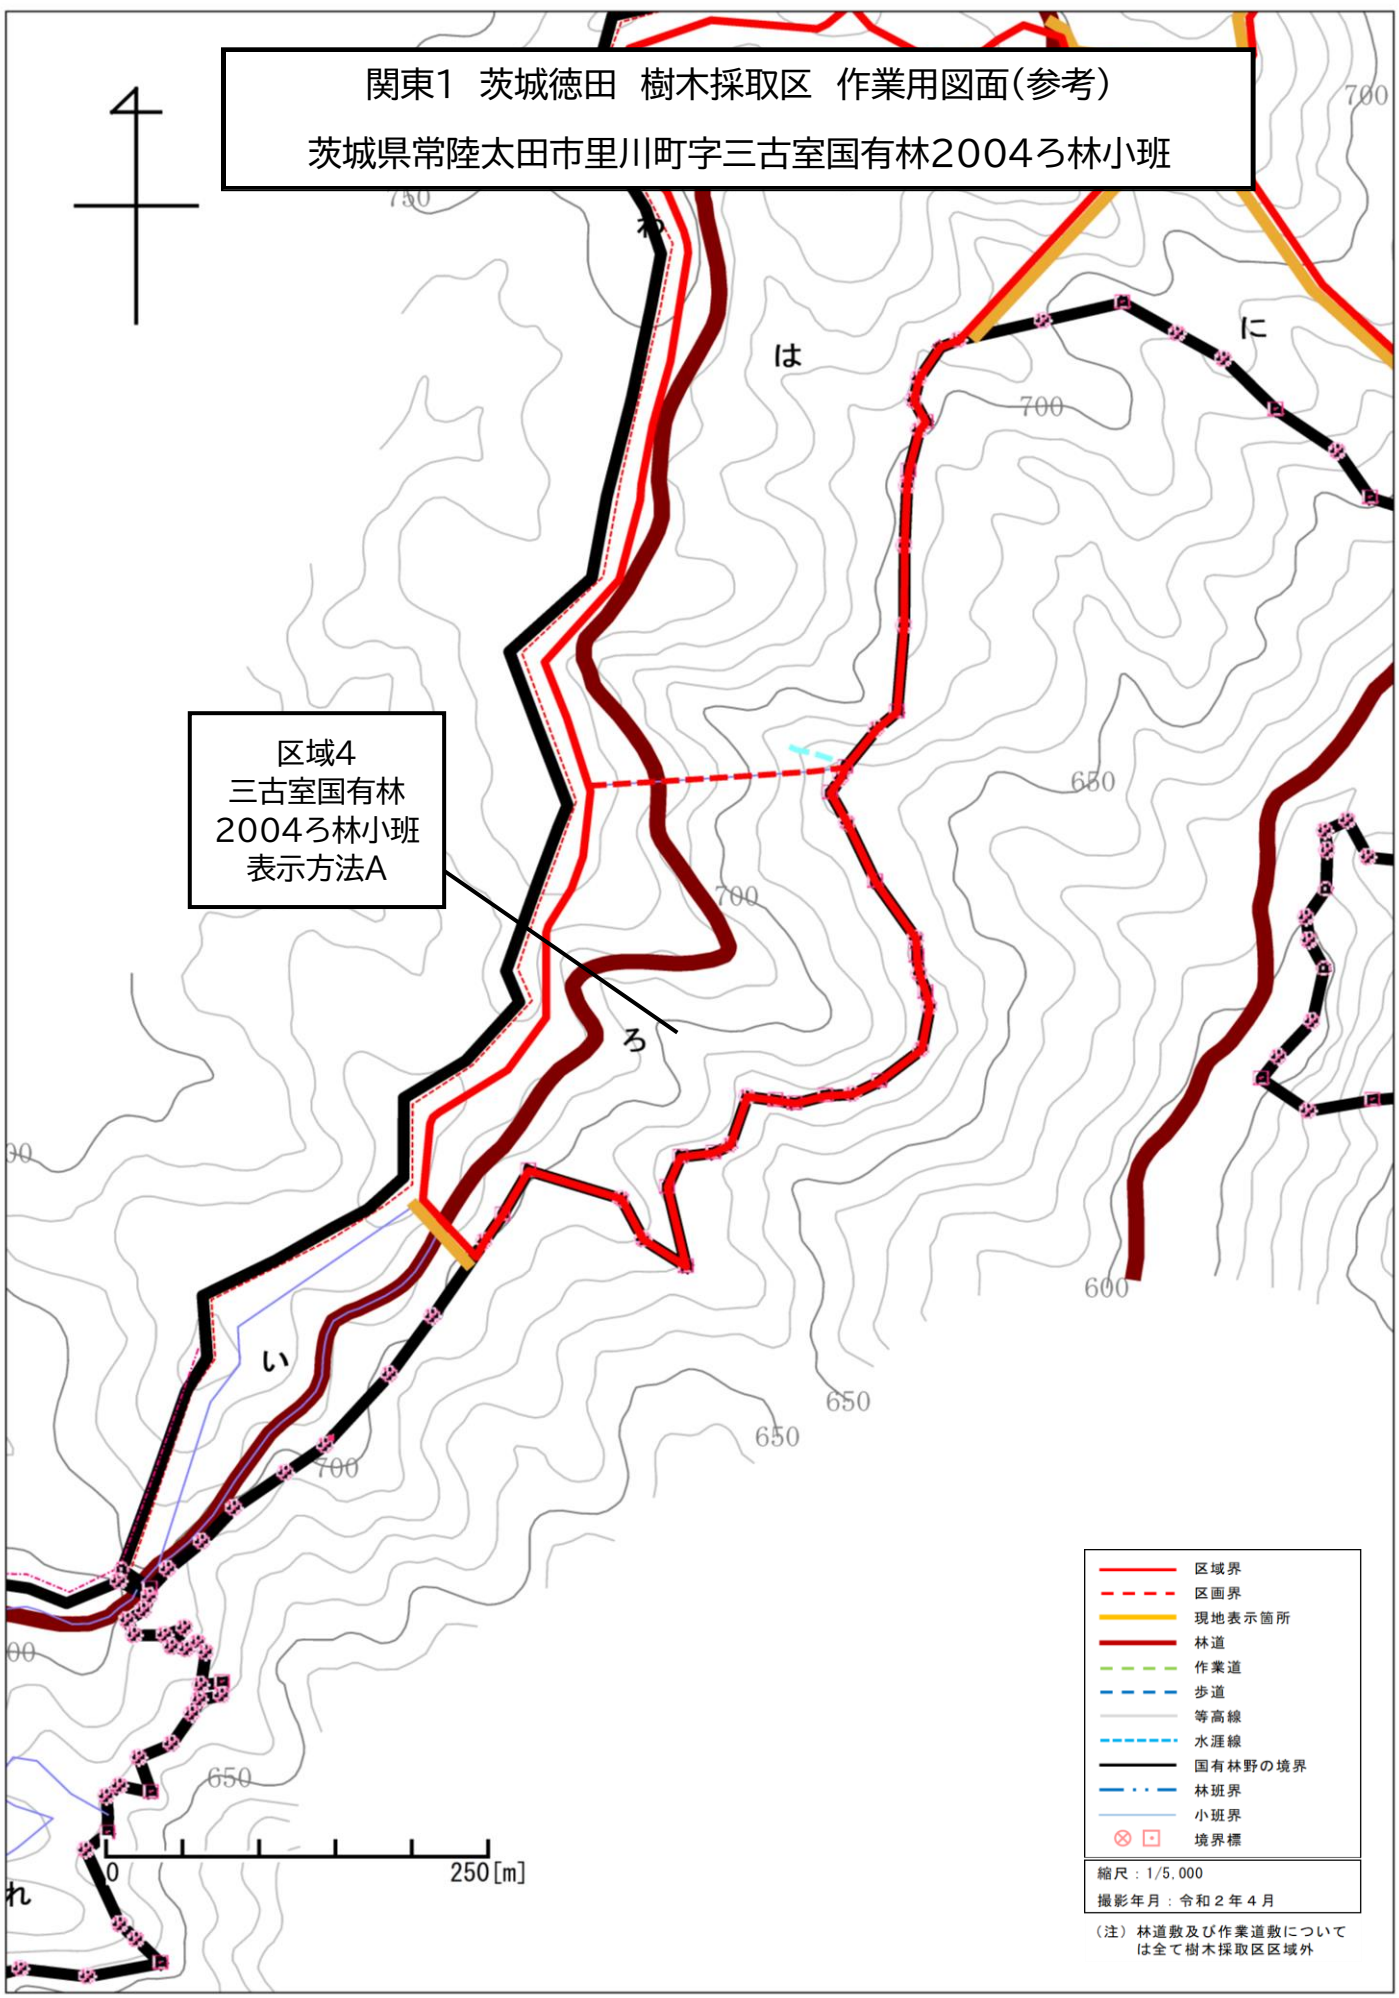 関東1　茨城徳田　樹木採取区　作業用図面(参考)
茨城県常陸太田市里川町字三古室国有林2004ろ林小班
700
750
わ
は
に
700
区域4
三古室国有林
2004ろ林小班
表示方法A
650
700
ろ
00
600
い
650
650
700
00
650
れ
0
250[m]
区域界
区画界
現地表示箇所
林道
作業道
歩道
等高線
水涯線
国有林野の境界
林班界
小班界
境界標
縮尺：1/5,000
撮影年月：令和2年4月
（注）林道敷及び作業道敷について
は全て樹木採取区区域外